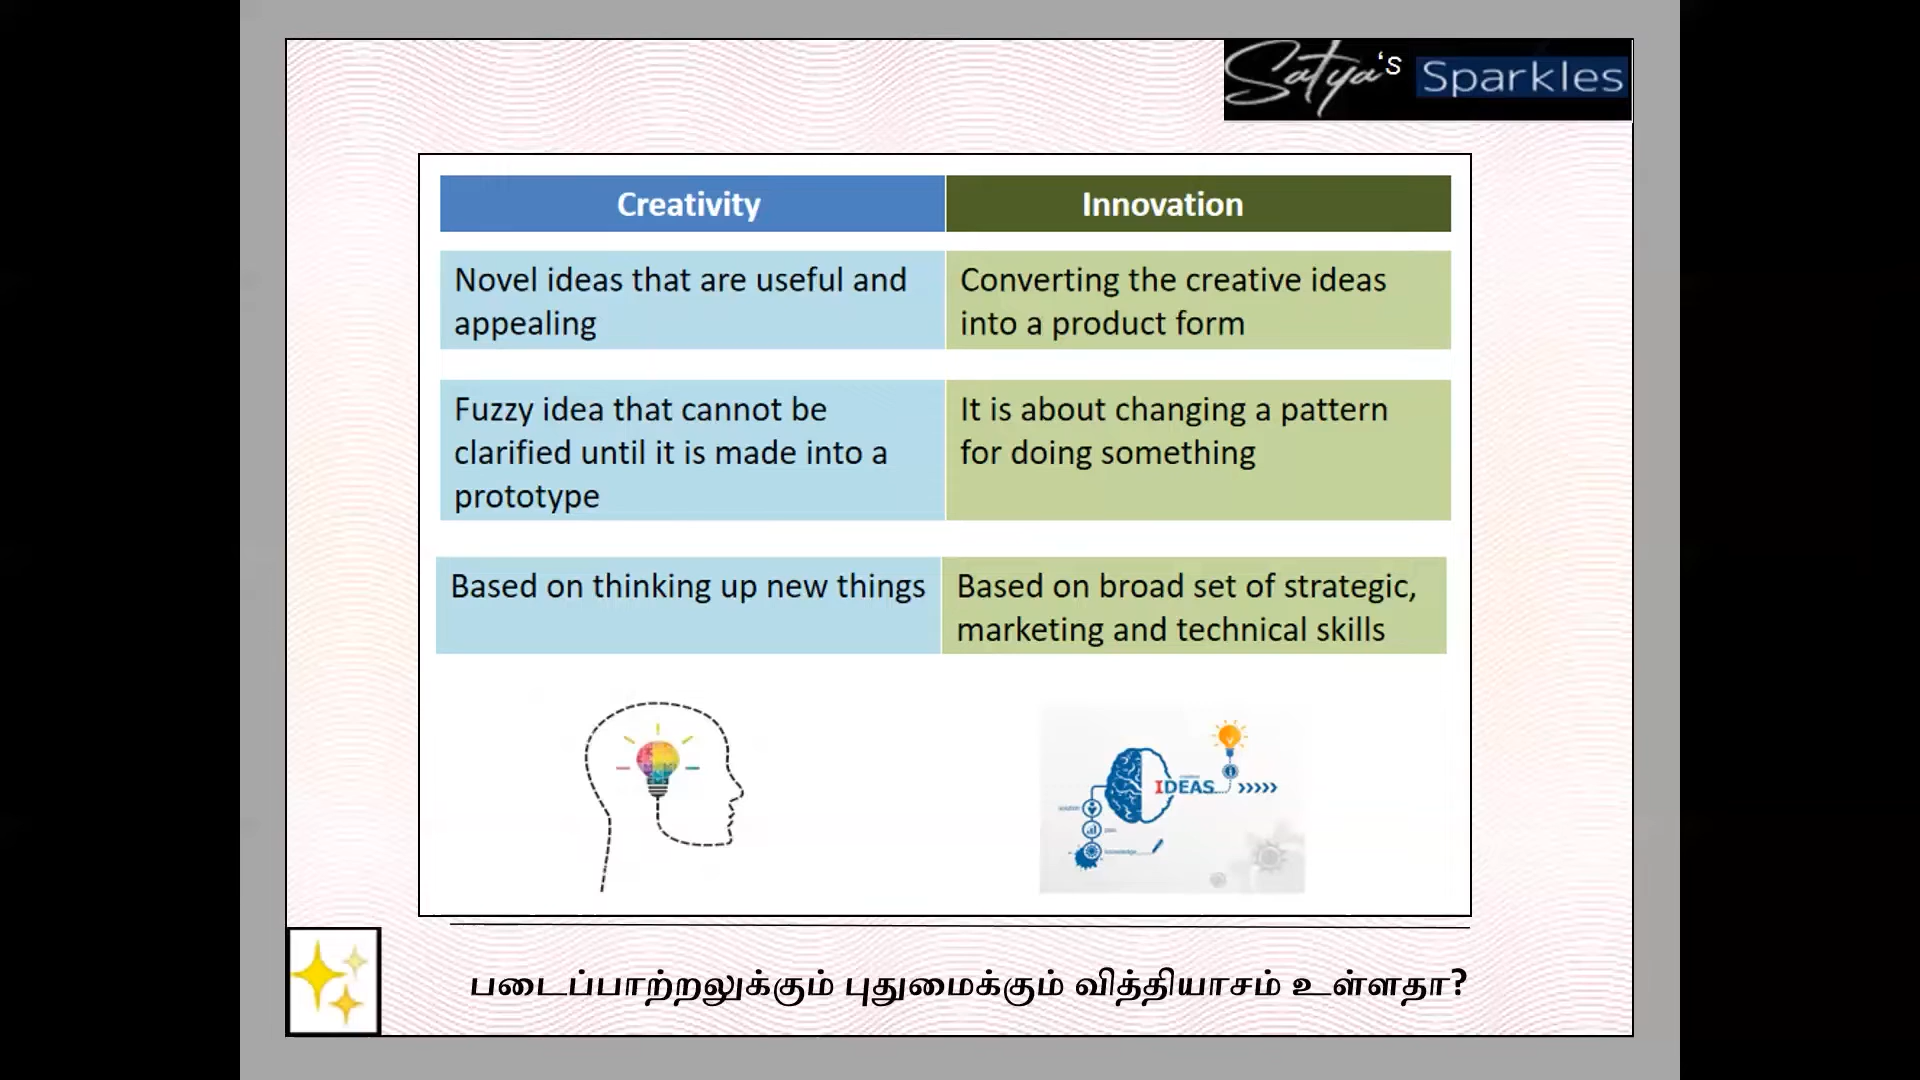 Satya's Sparkles
Creativity
Innovation
Novel ideas that are useful and
appealing
Converting the creative ideas
into a product form
Fuzzy idea that cannot be
clarified until it is made into a
prototype
It is about changing a pattern
for doing something
Based on thinking up new things
Based on broad set of strategic,
marketing and technical skills
IDEAS
solution
knowledge
படைப்பாற்றலுக்கும் புதுமைக்கும் வித்தியாசம் உள்ளதா?